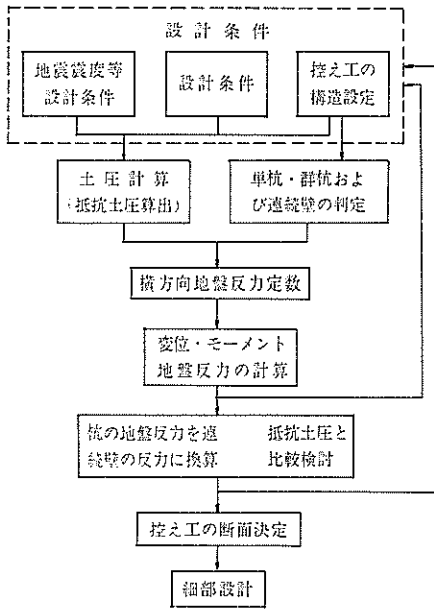 設計条件
地震震度等
設計条件
設計条件
控え工の
構造設定
土圧計算
(抵抗土圧算出)
単杭・群杭およ
び連続壁の判定
横方向地盤反力定数
変位・モーメント
地盤反力の計算
杭の地盤反力を連
続壁の反力に換算
抵抗土圧と
比較検討
控え工の断面決定
細部設計